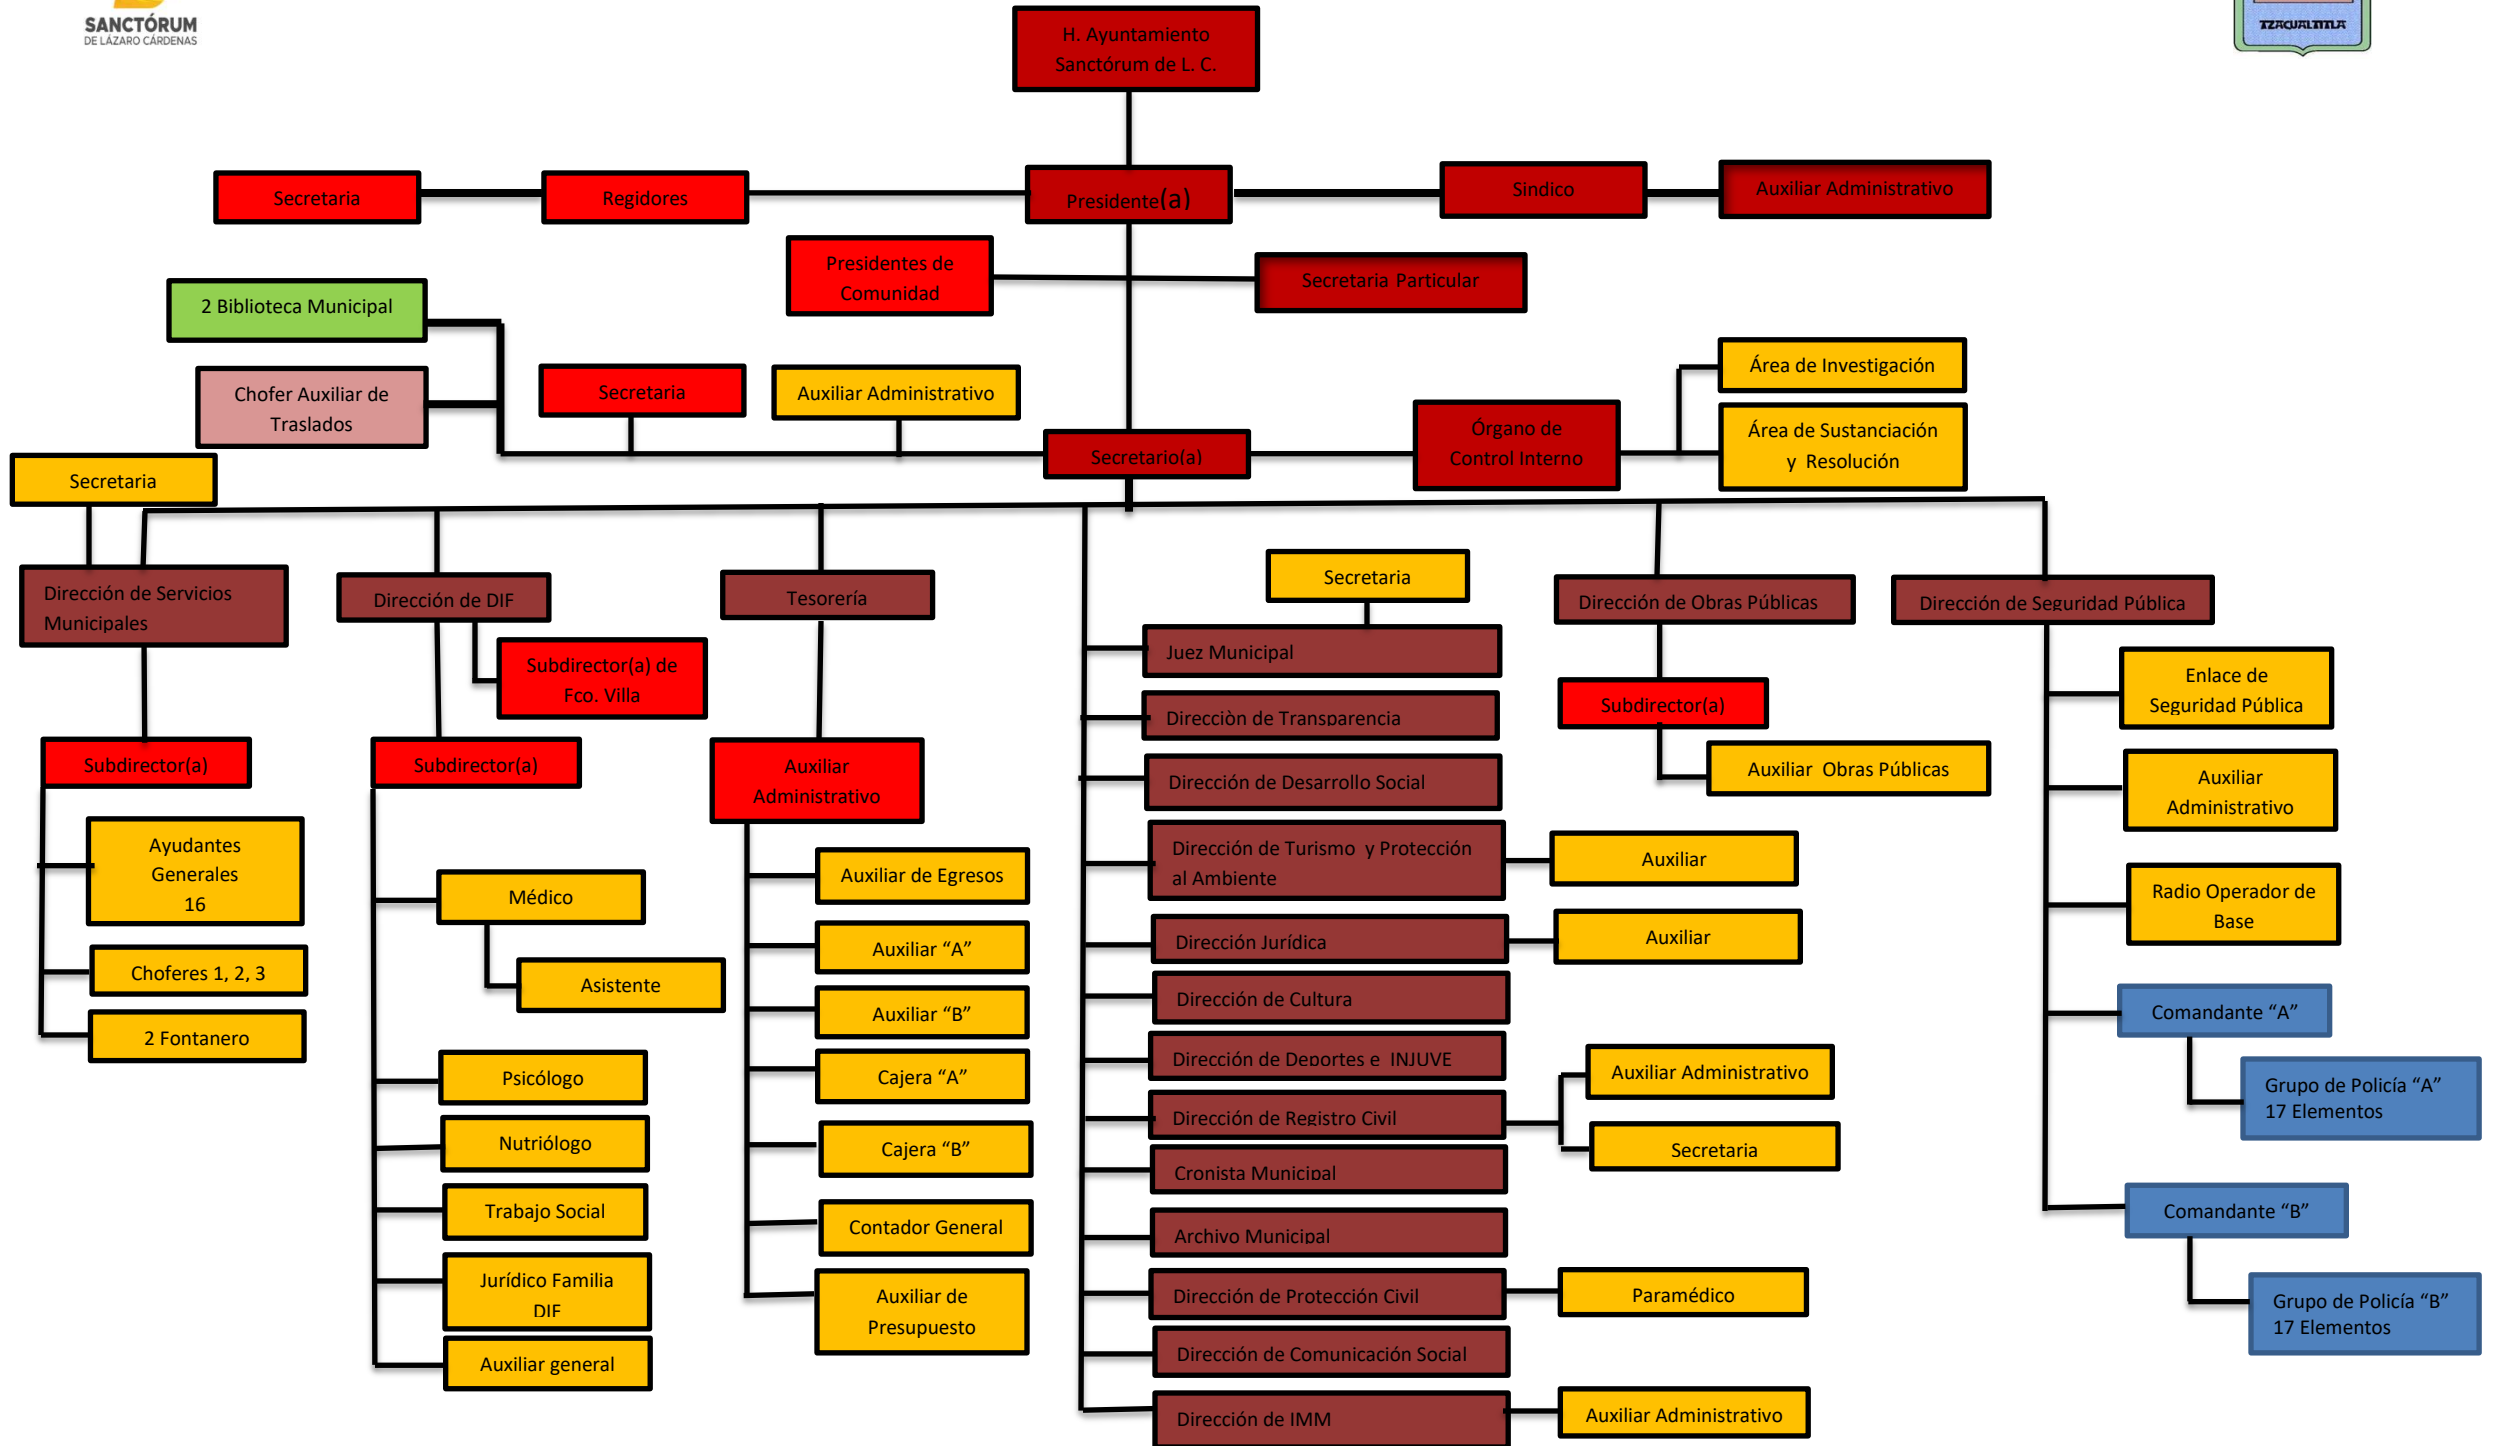 SANCTÓRUM
DE LÁZARO CÁRDENAS
TZACUALTITLA
H. Ayuntamiento
Sanctórum de L. C.
Secretaria
Regidores
Presidente(a)
Sindico
Auxiliar Administrativo
Presidentes de
Comunidad
Secretaria Particular
2 Biblioteca Municipal
Chofer Auxiliar de
Traslados
Secretaria
Auxiliar Administrativo
Área de Investigación
Órgano de
Control Interno
Área de Sustanciación
y Resolución
Secretario(a)
Secretaria
Dirección de Servicios
Municipales
Secretaria
Subdirector(a)
Ayudantes
Generales
16
Choferes 1, 2, 3
2 Fontanero
Dirección de DIF
Subdirector(a) de
Fco. Villa
Subdirector(a)
Médico
Asistente
Psicólogo
Nutriólogo
Trabajo Social
Jurídico Familia
DIF
Auxiliar general
Tesorería
Auxiliar
Administrativo
Auxiliar de Egresos
Auxiliar “A”
Auxiliar “B”
Cajera “A”
Cajera “B”
Contador General
Auxiliar de
Presupuesto
Juez Municipal
Direcciòn de Transparencia
Dirección de Desarrollo Social
Dirección de Turismo y Protección
al Ambiente
Auxiliar
Dirección Jurídica
Auxiliar
Dirección de Cultura
Dirección de Deportes e INJUVE
Dirección de Registro Civil
Auxiliar Administrativo
Secretaria
Cronista Municipal
Archivo Municipal
Dirección de Protección Civil
Paramédico
Dirección de Comunicación Social
Dirección de IMM
Auxiliar Administrativo
Dirección de Obras Públicas
Subdirector(a)
Auxiliar Obras Públicas
Dirección de Seguridad Pública
Enlace de
Seguridad Pública
Auxiliar
Administrativo
Radio Operador de
Base
Comandante “A”
Grupo de Policía “A”
17 Elementos
Comandante “B”
Grupo de Policía “B”
17 Elementos